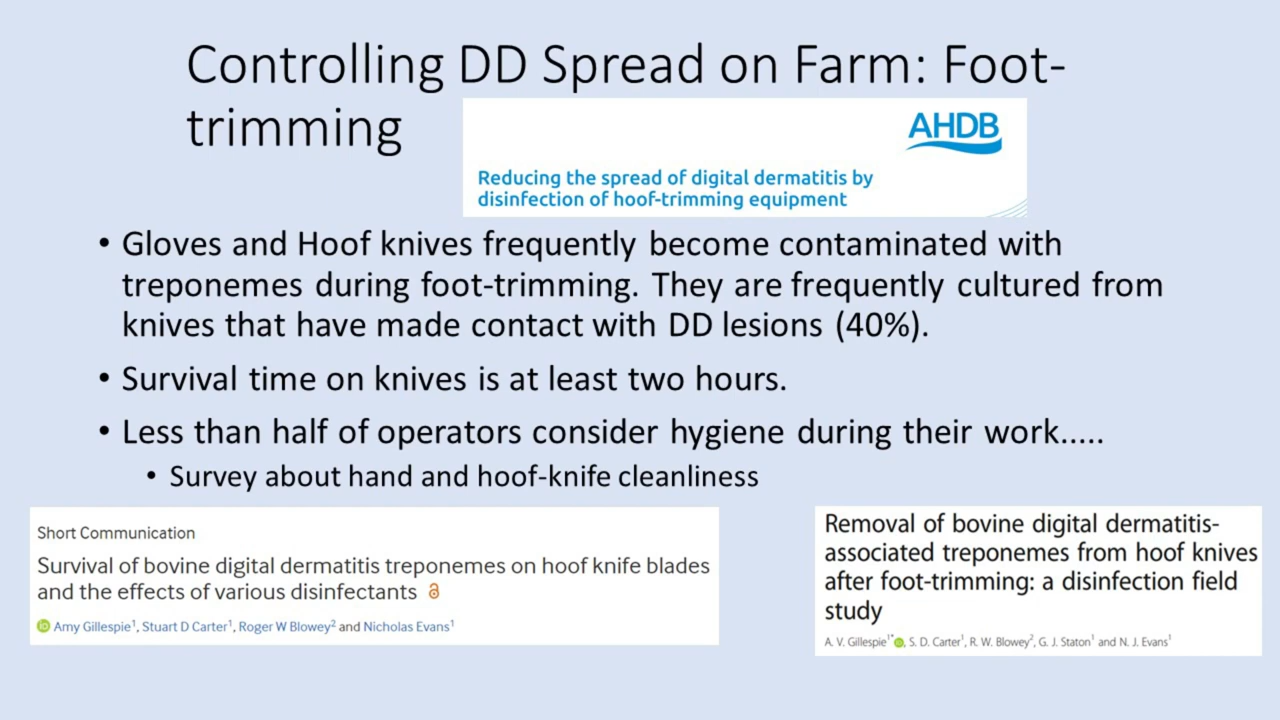 Controlling DD Spread on Farm: Foot-
trimming
AHDB
Reducing the spread of digital dermatitis by
disinfection of hoof-trimming equipment
• Gloves and Hoof knives frequently become contaminated with
treponemes during foot-trimming. They are frequently cultured from
knives that have made contact with DD lesions (40%).
• Survival time on knives is at least two hours.
• Less than half of operators consider hygiene during their work.....
• Survey about hand and hoof-knife cleanliness
Short Communication
Survival of bovine digital dermatitis treponemes on hoof knife blades
and the effects of various disinfectants
iD Amy Gillespie¹, Stuart D Carter¹, Roger W Blowey² and Nicholas Evans¹
Removal of bovine digital dermatitis-
associated treponemes from hoof knives
after foot-trimming: a disinfection field
study
A. V. Gillespie¹* iD, S. D. Carter¹, R. W. Blowey², G. J. Staton¹ and N. J. Evans¹